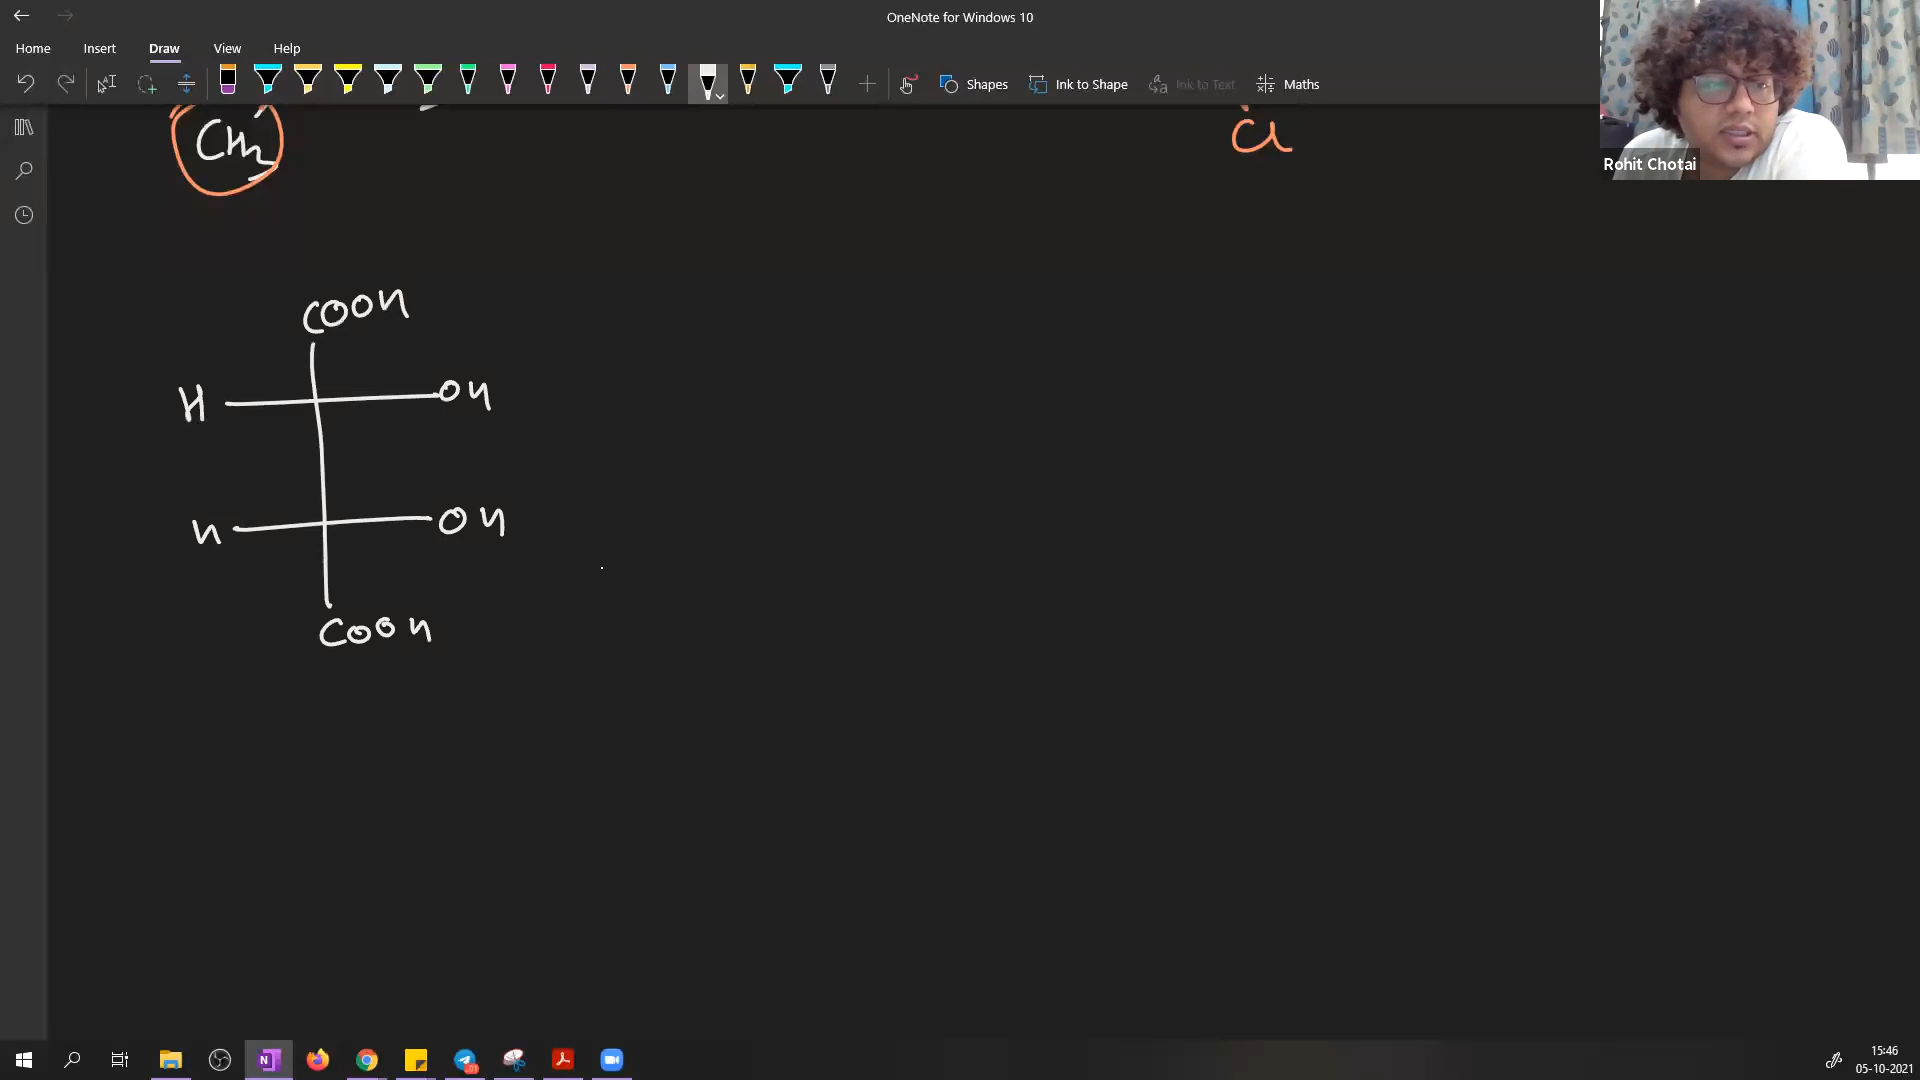 OneNote for Windows 10
Home Insert Draw View Help
Shapes Ink to Shape Ink to Text Maths
Rohit Chotai
Cl
COOH
H OH
H OH
COOH
15:46
05-10-2021